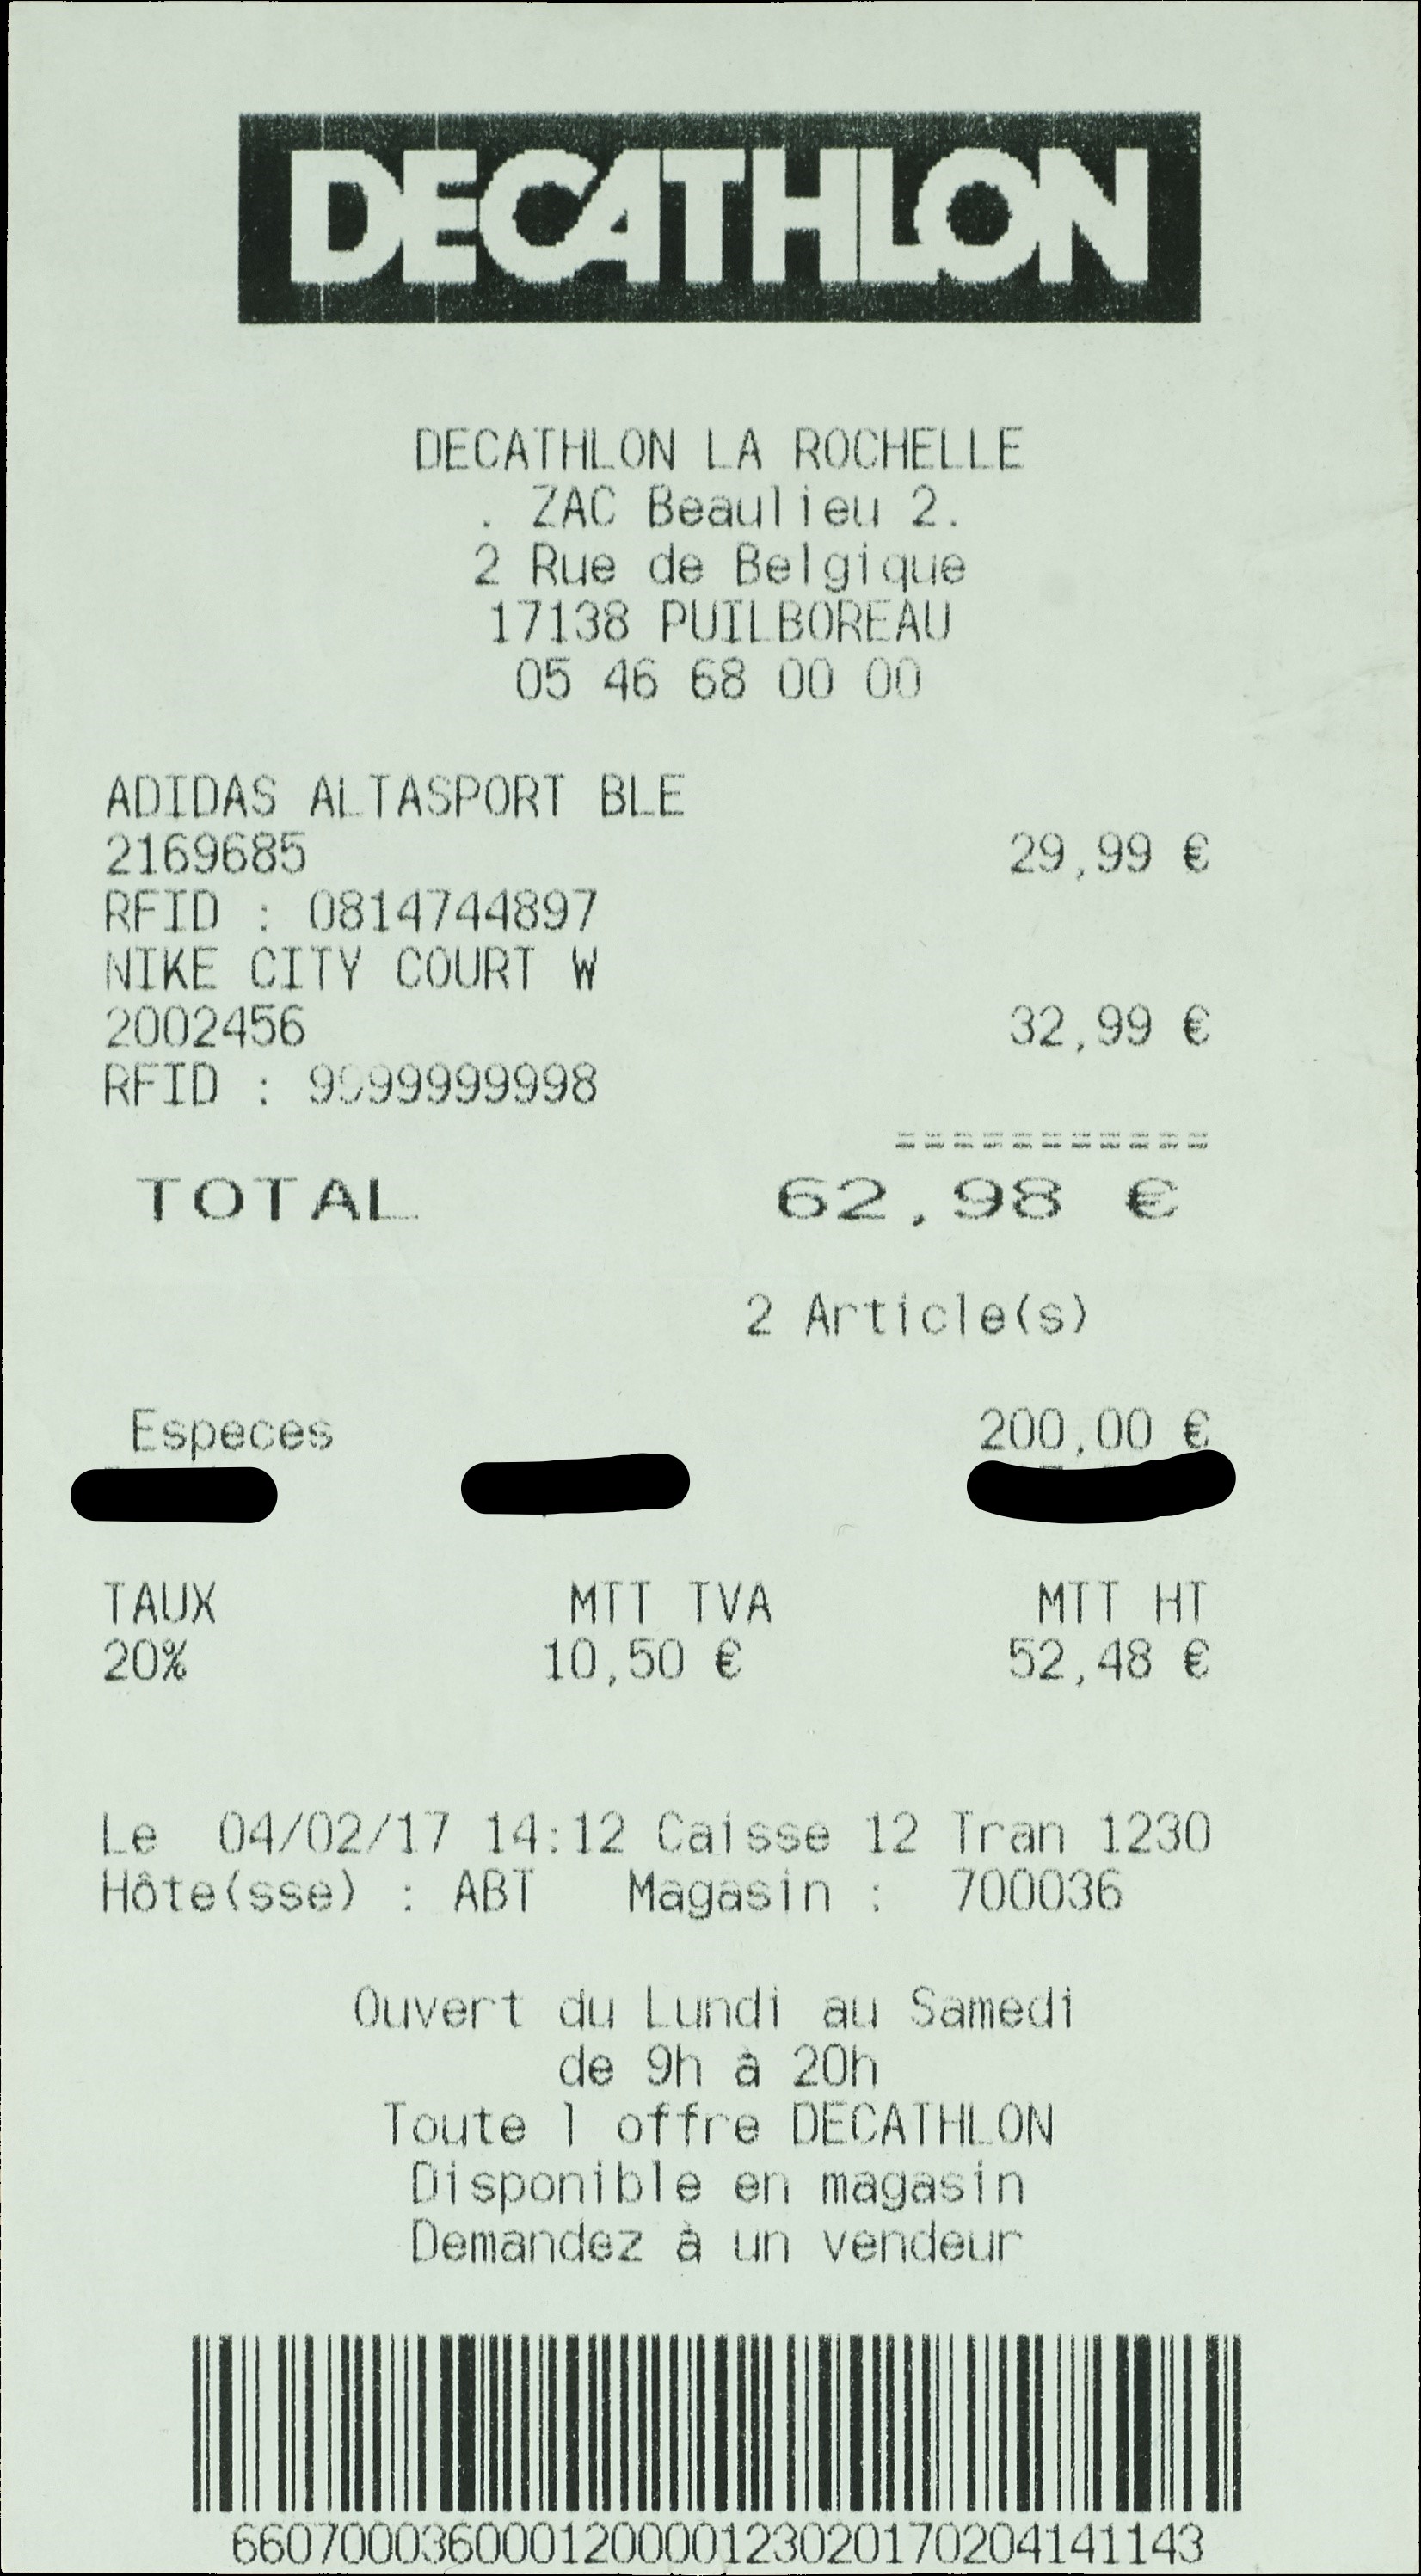 DECATHLON
DECATHLON LA ROCHELLE
. ZAC Beaulieu 2.
2 Rue de Belgique
17138 PUILBOREAU
05 46 68 00 00
ADIDAS ALTASPORT BLE
2169685 29,99 €
RFID : 0814744897
NIKE CITY COURT W
2002456 32,99 €
RFID : 9999999998
===========
TOTAL 62,98 €
2 Article(s)
Especes 200,00 €
TAUX MTT TVA MTT HT
20% 10,50 € 52,48 €
Le 04/02/17 14:12 Caisse 12 Tran 1230
Hôte(sse) : ABT Magasin : 700036
Ouvert du Lundi au Samedi
de 9h à 20h
Toute l offre DECATHLON
Disponible en magasin
Demandez à un vendeur
660700036000120000123020170204141143